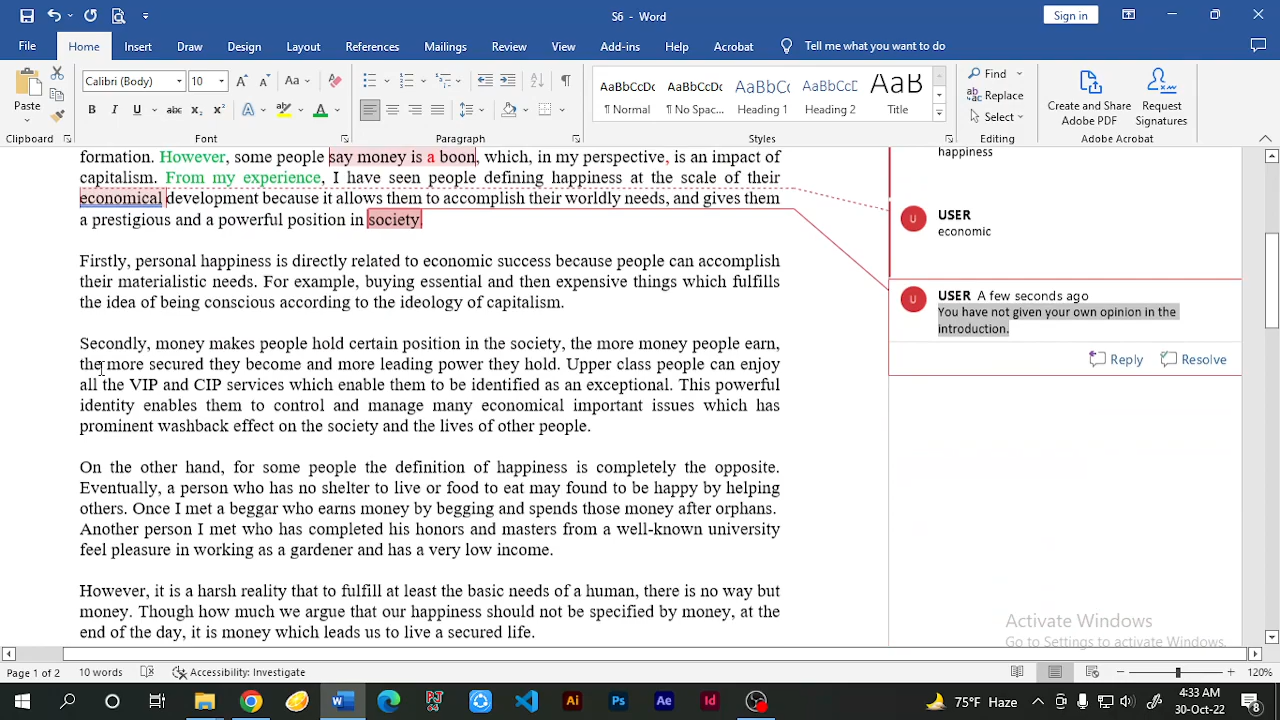 S6 - Word
Sign in
File Home Insert Draw Design Layout References Mailings Review View Add-ins Help Acrobat Tell me what you want to do
Paste
Calibri (Body) 10
Clipboard Font Paragraph Styles Editing Adobe Acrobat
AaBbCcDc AaBbCcDc AaBbC AaBbCcD AaB
¶ Normal ¶ No Spac... Heading 1 Heading 2 Title
Find
Replace
Select
Create and Share Adobe PDF
Request Signatures
formation. However, some people say money is a boon, which, in my perspective, is an impact of
capitalism. From my experience, I have seen people defining happiness at the scale of their
economical development because it allows them to accomplish their worldly needs, and gives them
a prestigious and a powerful position in society.
Firstly, personal happiness is directly related to economic success because people can accomplish
their materialistic needs. For example, buying essential and then expensive things which fulfills
the idea of being conscious according to the ideology of capitalism.
Secondly, money makes people hold certain position in the society, the more money people earn,
the more secured they become and more leading power they hold. Upper class people can enjoy
all the VIP and CIP services which enable them to be identified as an exceptional. This powerful
identity enables them to control and manage many economical important issues which has
prominent washback effect on the society and the lives of other people.
On the other hand, for some people the definition of happiness is completely the opposite.
Eventually, a person who has no shelter to live or food to eat may found to be happy by helping
others. Once I met a beggar who earns money by begging and spends those money after orphans.
Another person I met who has completed his honors and masters from a well-known university
feel pleasure in working as a gardener and has a very low income.
However, it is a harsh reality that to fulfill at least the basic needs of a human, there is no way but
money. Though how much we argue that our happiness should not be specified by money, at the
end of the day, it is money which leads us to live a secured life.
happiness
U USER
economic
U USER A few seconds ago
You have not given your own opinion in the
introduction.
Reply Resolve
Activate Windows
Go to Settings to activate Windows.
Page 1 of 2 10 words Accessibility: Investigate 120%
75°F Haze 4:33 AM
30-Oct-22